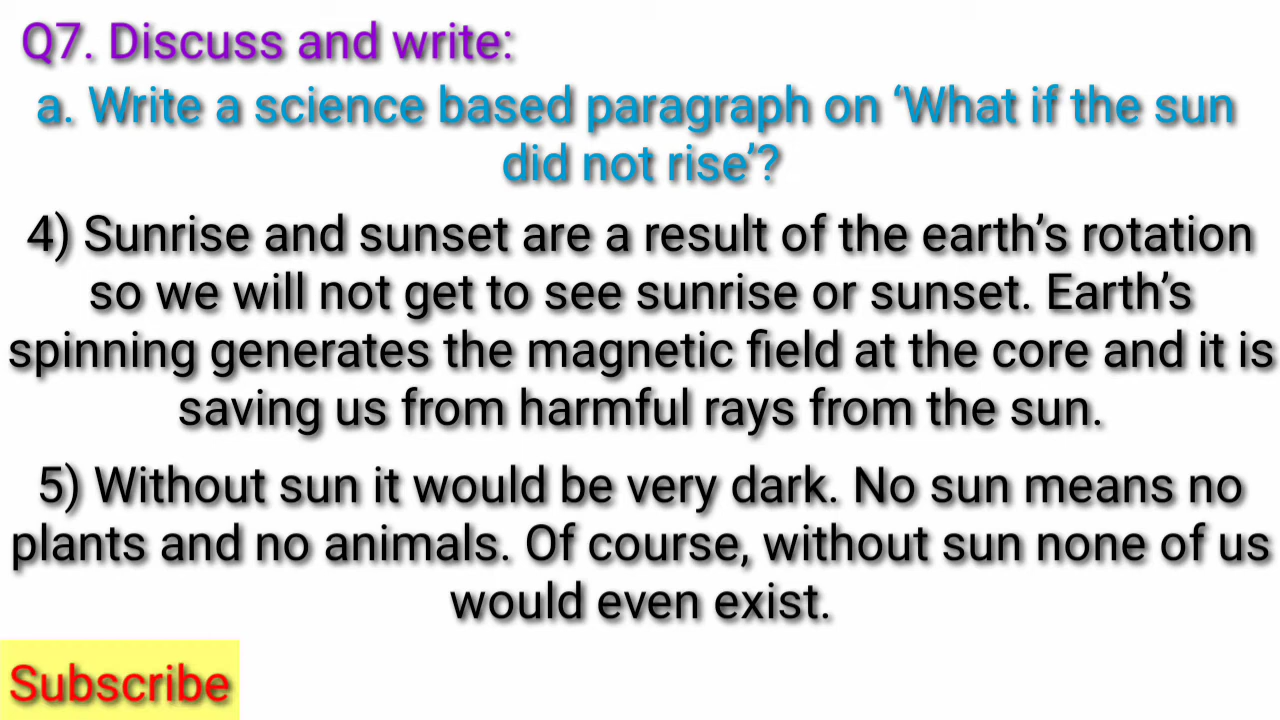 Q7. Discuss and write:
a. Write a science based paragraph on ‘What if the sun
did not rise’?
4) Sunrise and sunset are a result of the earth’s rotation
so we will not get to see sunrise or sunset. Earth’s
spinning generates the magnetic field at the core and it is
saving us from harmful rays from the sun.
5) Without sun it would be very dark. No sun means no
plants and no animals. Of course, without sun none of us
would even exist.
Subscribe